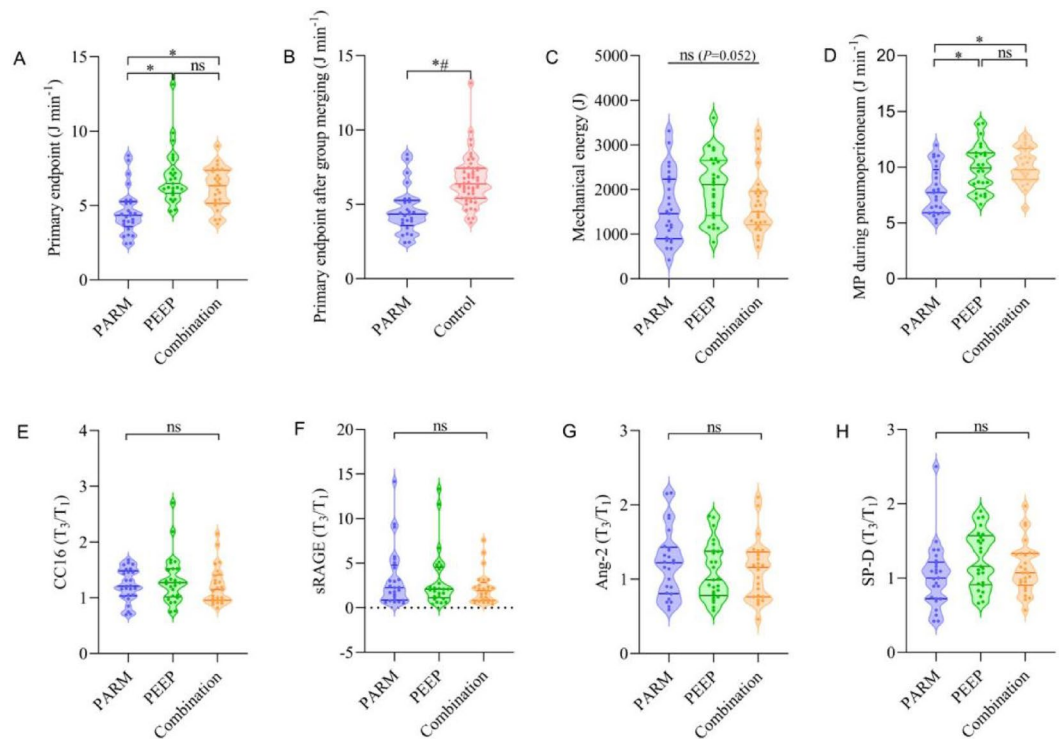 A
Primary endpoint (J min⁻¹)
15
10
5
0
*
*
ns
PARM
PEEP
Combination
B
Primary endpoint after group merging (J min⁻¹)
15
10
5
0
*#
PARM
Control
C
Mechanical energy (J)
5000
4000
3000
2000
1000
0
ns (P=0.052)
PARM
PEEP
Combination
D
MP during pneumoperitoneum (J min⁻¹)
20
15
10
5
0
*
*
ns
PARM
PEEP
Combination
E
CC16 (T₃/T₁)
4
3
2
1
0
ns
PARM
PEEP
Combination
F
sRAGE (T₃/T₁)
20
15
10
5
0
-5
ns
PARM
PEEP
Combination
G
Ang-2 (T₃/T₁)
3
2
1
0
ns
PARM
PEEP
Combination
H
SP-D (T₃/T₁)
3
2
1
0
ns
PARM
PEEP
Combination